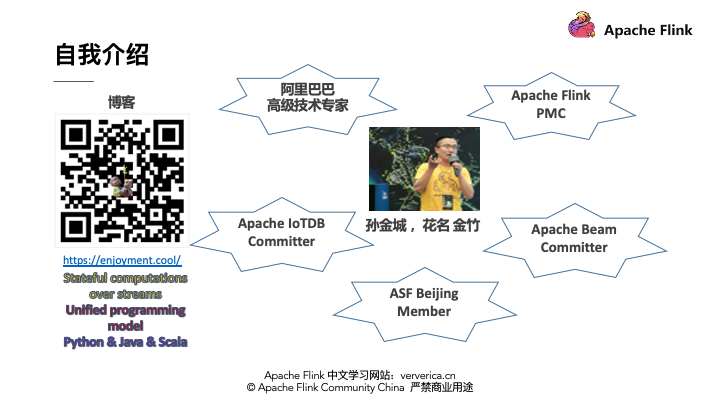 Apache Flink
自我介绍
博客
https://enjoyment.cool/
Stateful computations
over streams
Unified programming
model
Python & Java & Scala
阿里巴巴
高级技术专家
Apache Flink
PMC
孙金城，花名 金竹
Apache IoTDB
Committer
Apache Beam
Committer
ASF Beijing
Member
Apache Flink 中文学习网站：ververica.cn
© Apache Flink Community China 严禁商业用途